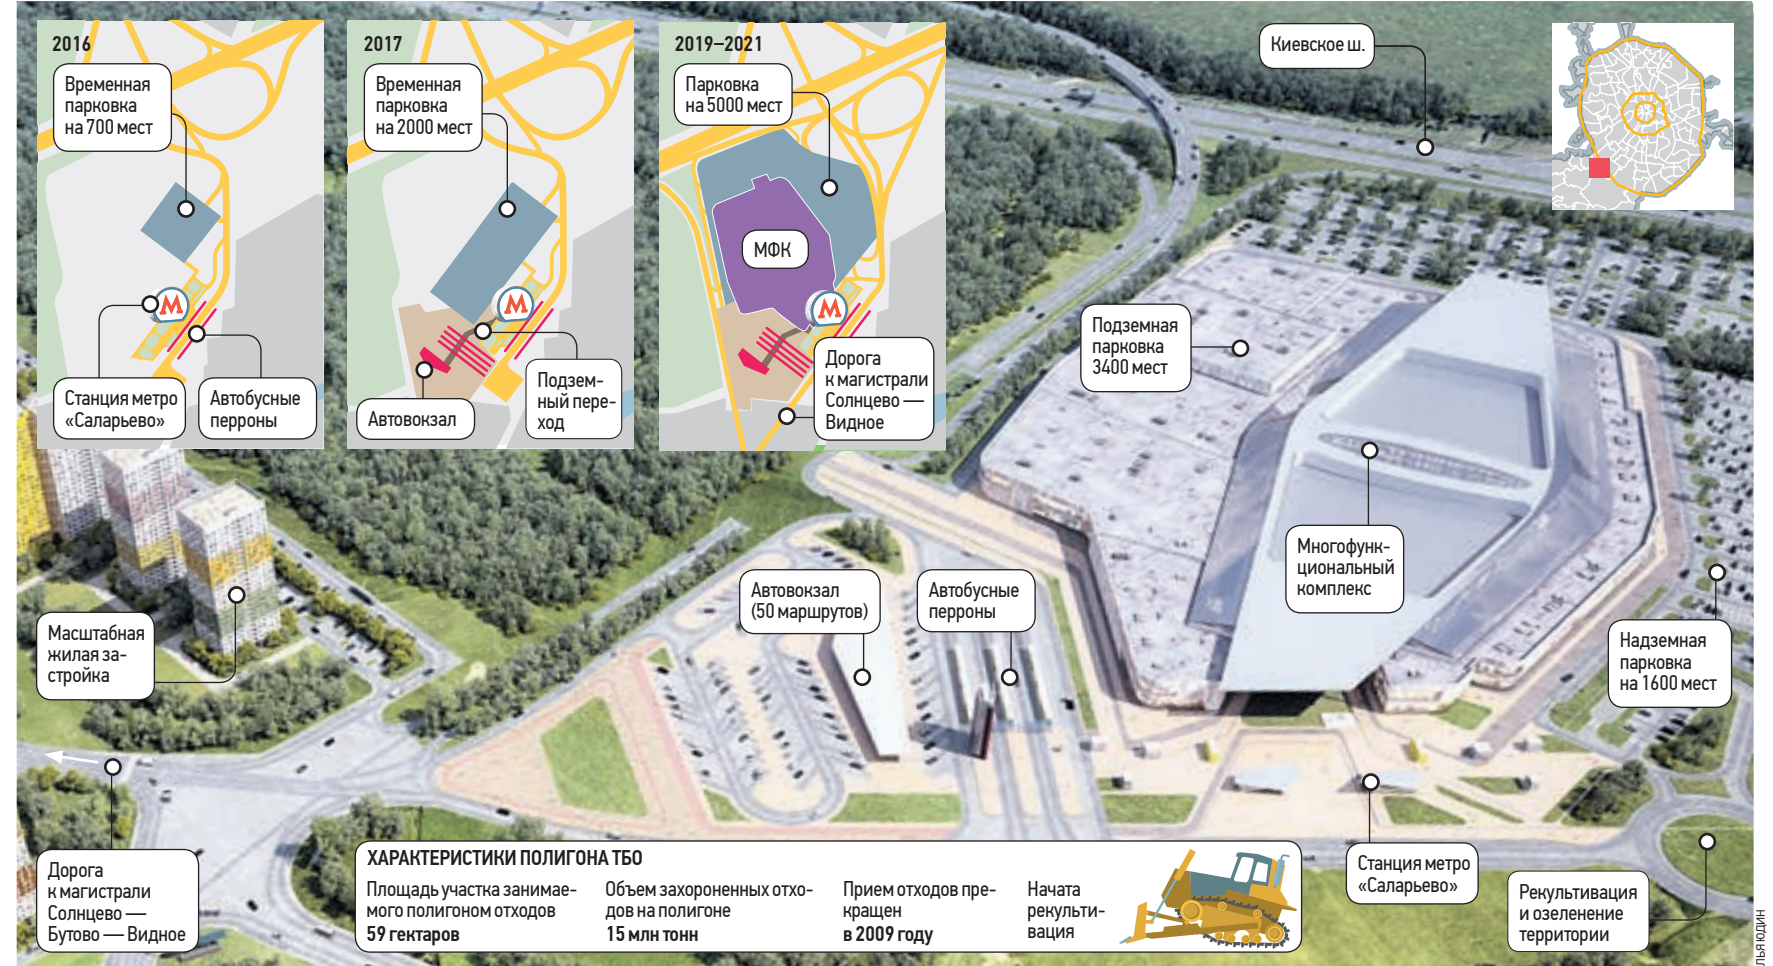 2016
Временная
парковка
на 700 мест
Станция метро
«Саларьево»
Автобусные
перроны
2017
Временная
парковка
на 2000 мест
Автовокзал
Подзем-
ный пере-
ход
2019–2021
Парковка
на 5000 мест
МФК
Дорога
к магистрали
Солнцево —
Видное
Киевское ш.
Подземная
парковка
3400 мест
Многофунк-
циональный
комплекс
Автовокзал
(50 маршрутов)
Автобусные
перроны
Масштабная
жилая за-
стройка
Надземная
парковка
на 1600 мест
Дорога
к магистрали
Солнцево —
Бутово — Видное
ХАРАКТЕРИСТИКИ ПОЛИГОНА ТБО
Площадь участка занимае-
мого полигоном отходов
59 гектаров
Объем захороненных отхо-
дов на полигоне
15 млн тонн
Прием отходов пре-
кращен
в 2009 году
Начата
рекульти-
вация
Станция метро
«Саларьево»
Рекультивация
и озеленение
территории
ЮДИН